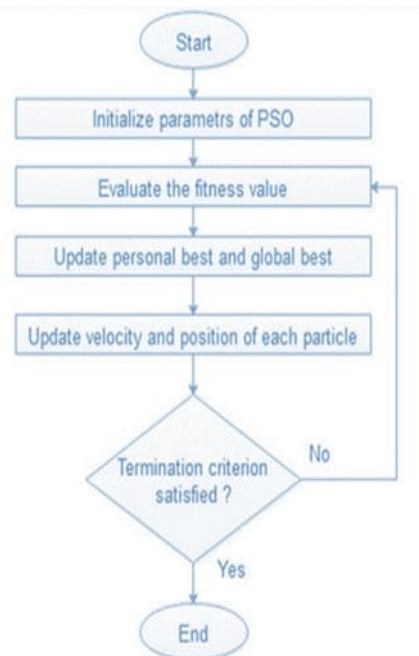 Start
Initialize parametrs of PSO
Evaluate the fitness value
Update personal best and global best
Update velocity and position of each particle
Termination criterion
satisfied ?
No
Yes
End